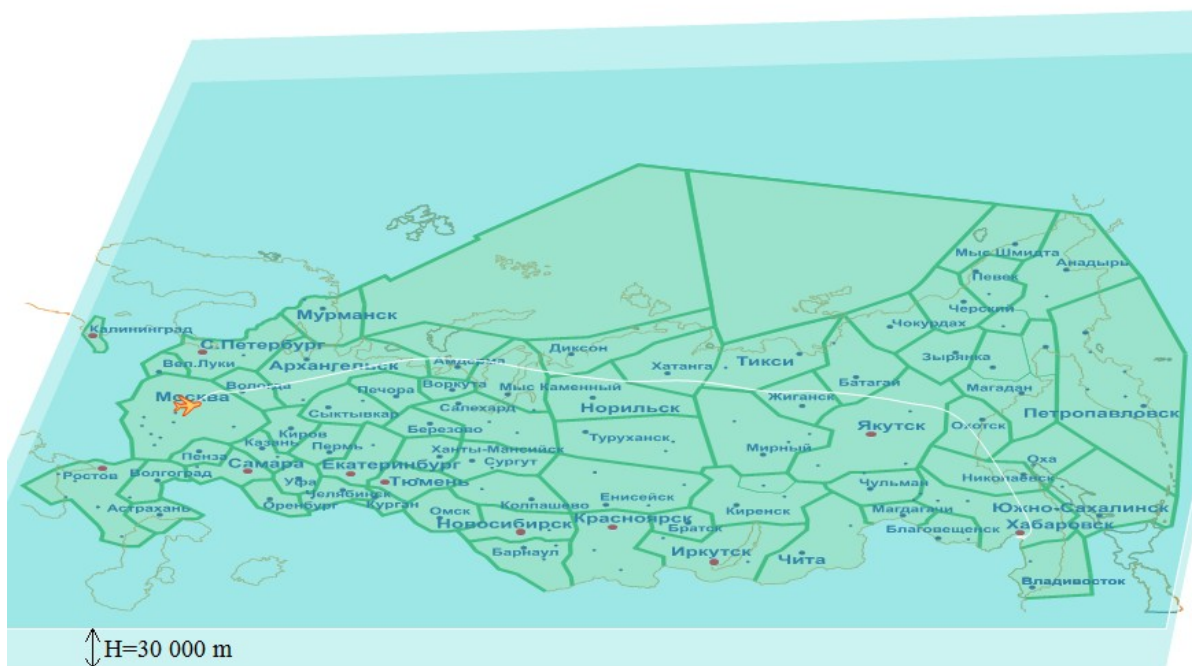 Мыс Шмидта
Анадырь
Певек
Черский
Мурманск
Чокурдах
Калининград
С.Петербург
Диксон
Тикси
Зырянка
Вел.Луки
Архангельск
Амдерма
Хатанга
Батагай
Магадан
Вологда
Печора
Воркута
Мыс Каменный
Жиганск
Москва
Сыктывкар
Салехард
Норильск
Петропавловск
Киров
Березово
Туруханск
Якутск
Охотск
Казань
Пермь
Ханты-Мансийск
Мирный
Пенза
Самара
Екатеринбург
Сургут
Оха
Ростов
Волгоград
Уфа
Тюмень
Чульман
Николаевск
Астрахань
Оренбург
Челябинск
Курган
Омск
Колпашево
Енисейск
Киренск
Магдагачи
Южно-Сахалинск
Новосибирск
Красноярск
Братск
Благовещенск
Хабаровск
Барнаул
Иркутск
Чита
Владивосток
H=30 000 m